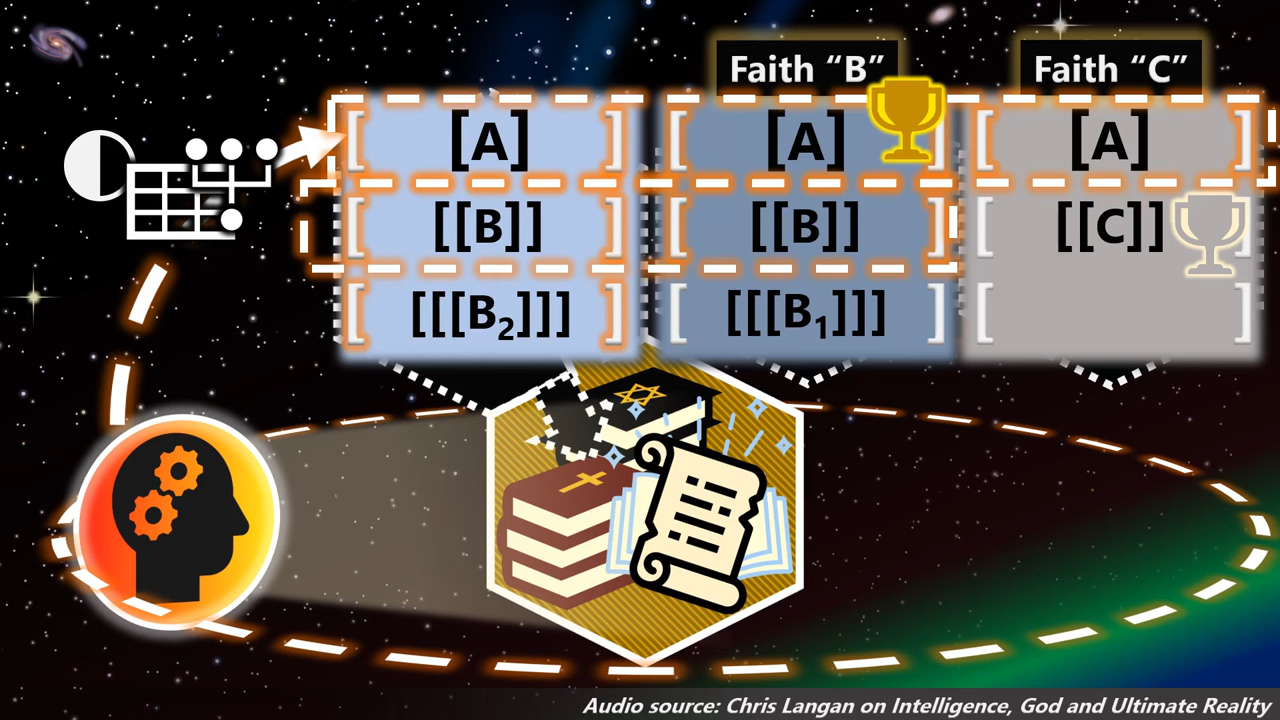 Faith “B”
Faith “C”
[A] [A] [A]
[[B]] [[B]] [[C]]
[[[B₂]]] [[[B₁]]]
Audio source: Chris Langan on Intelligence, God and Ultimate Reality